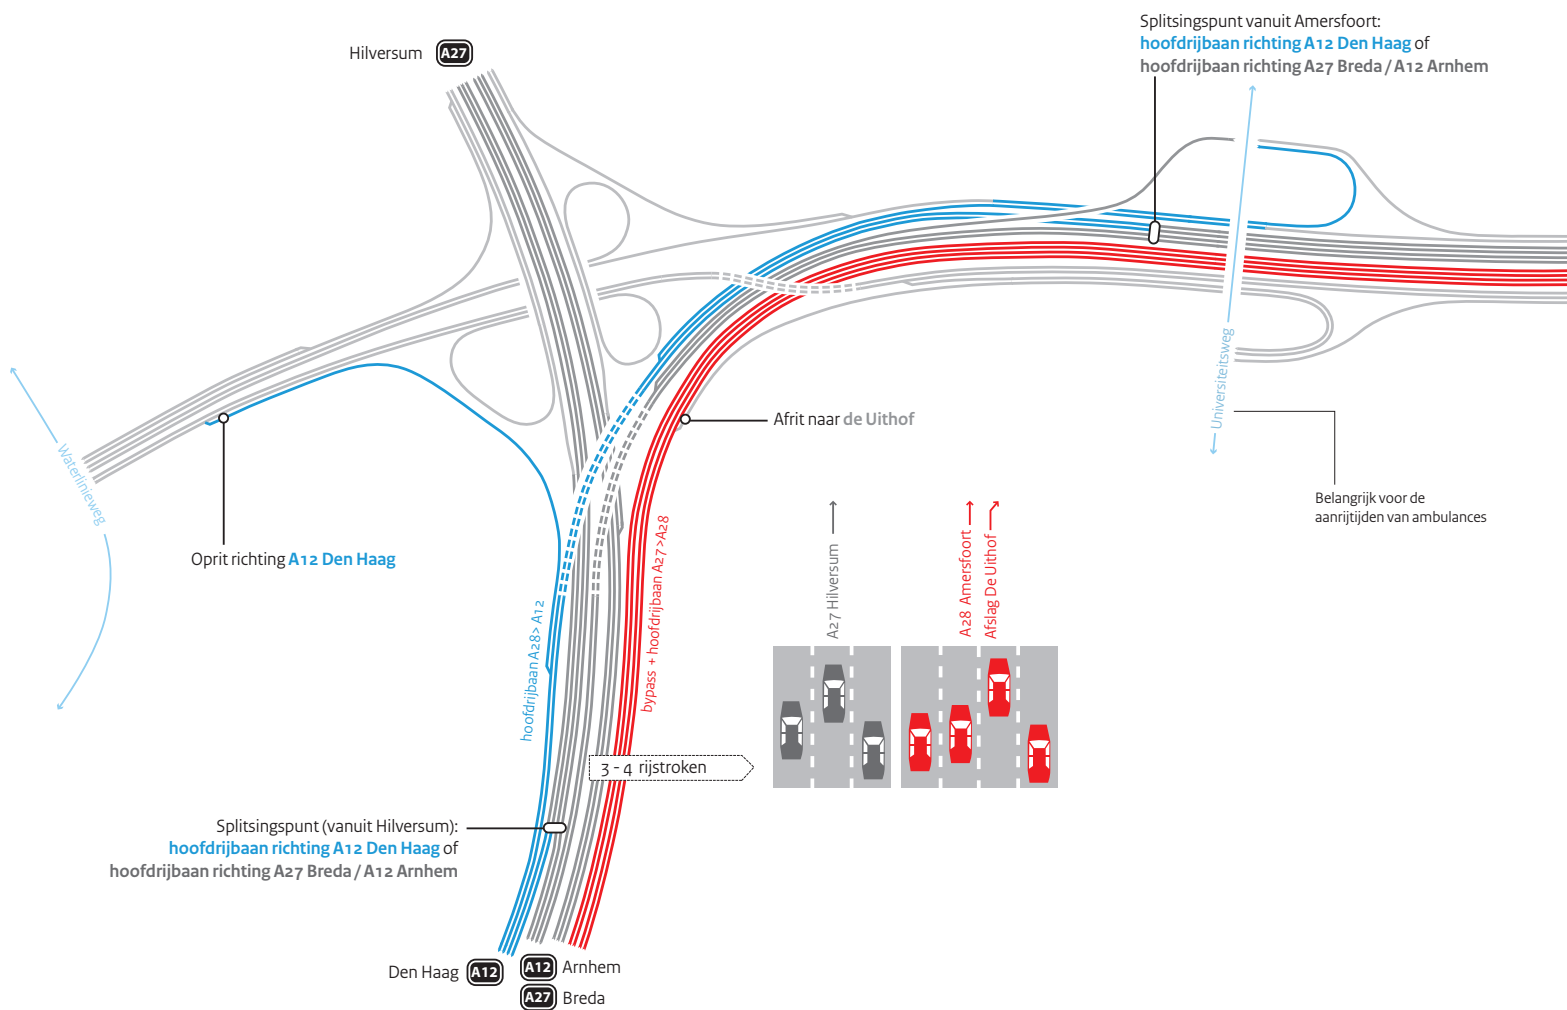 Splitsingspunt vanuit Amersfoort:
hoofdrijbaan richting A12 Den Haag of
hoofdrijbaan richting A27 Breda / A12 Arnhem
Hilversum A27
Universiteitsweg
Waterlinieweg
Afrit naar de Uithof
Belangrijk voor de
aanrijtijden van ambulances
Oprit richting A12 Den Haag
hoofdrijbaan A28> A12
bypass + hoofdrijbaan A27 >A28
A27 Hilversum
A28 Amersfoort
Afslag De Uithof
3 - 4 rijstroken
Splitsingspunt (vanuit Hilversum):
hoofdrijbaan richting A12 Den Haag of
hoofdrijbaan richting A27 Breda / A12 Arnhem
Den Haag A12
A12 Arnhem
A27 Breda